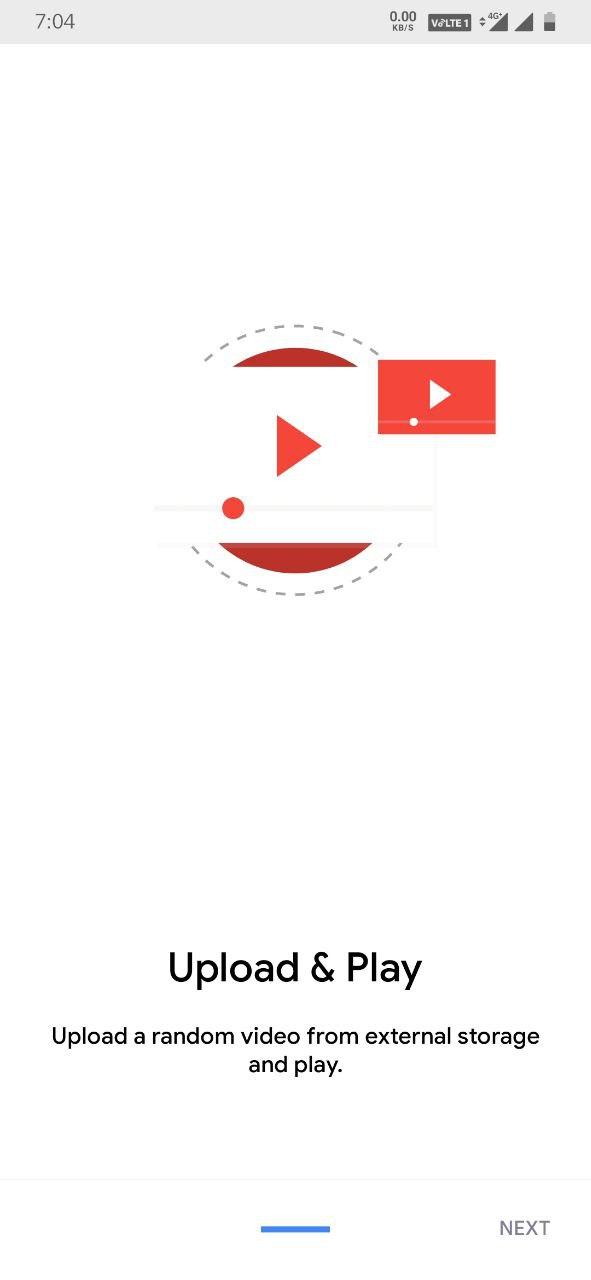 7:04
0.00
KB/S
VoLTE 1
4G+
Upload & Play
Upload a random video from external storage
and play.
NEXT